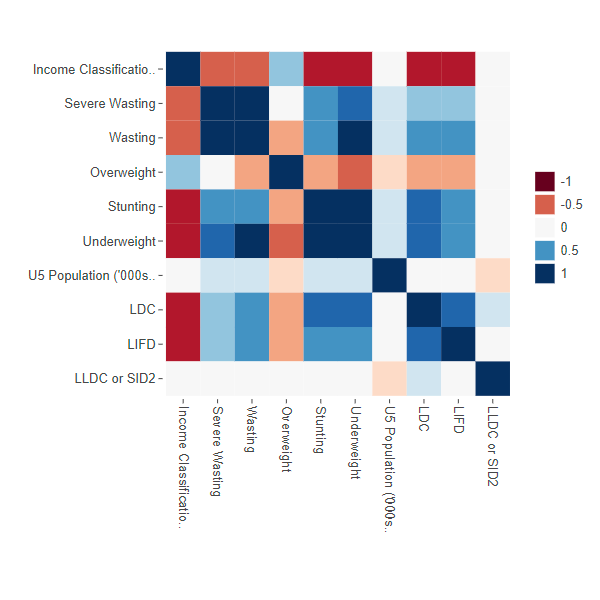 Income Classificatio..
Severe Wasting
Wasting
Overweight
Stunting
Underweight
U5 Population ('000s..
LDC
LIFD
LLDC or SID2
-1
-0.5
0
0.5
1
Income Classificatio..
Severe Wasting
Wasting
Overweight
Stunting
Underweight
U5 Population ('000s..
LDC
LIFD
LLDC or SID2